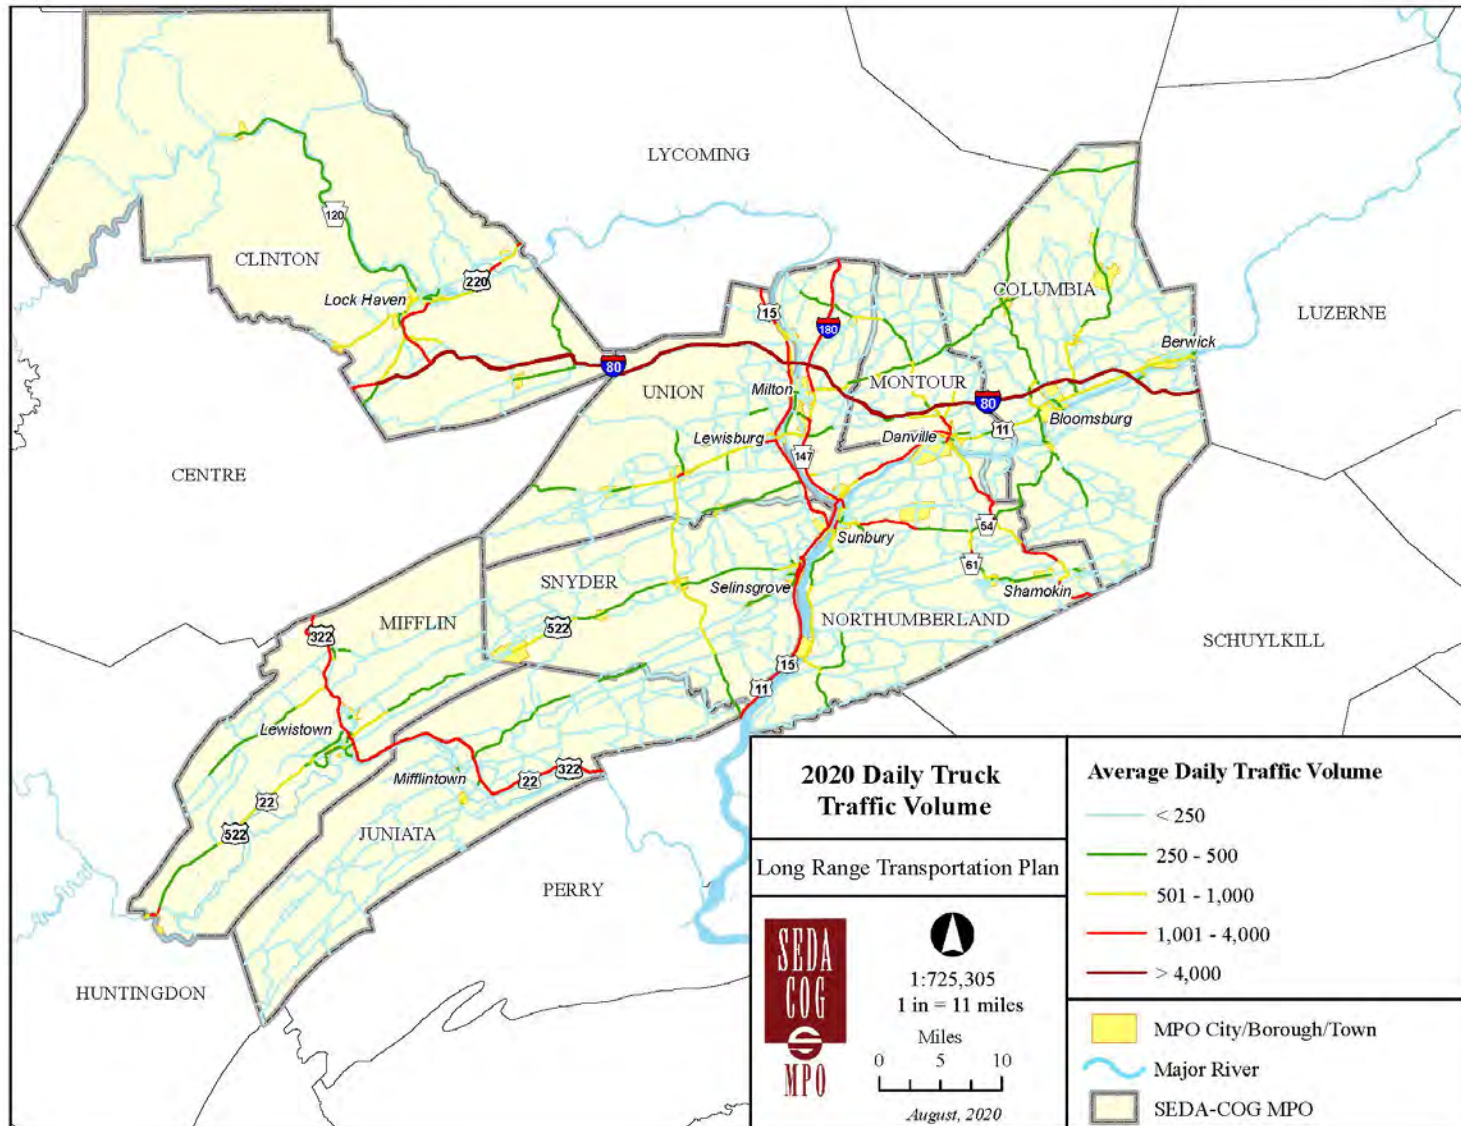 LYCOMING
120
CLINTON
220
Lock Haven
15
180
COLUMBIA
LUZERNE
Berwick
80
UNION
MONTOUR
Milton
80
Bloomsburg
11
Lewisburg
Danville
147
CENTRE
54
Sunbury
61
SNYDER
Selinsgrove
Shamokin
MIFFLIN
522
NORTHUMBERLAND
322
SCHUYLKILL
15
11
Lewistown
Mifflintown
22
322
22
522
JUNIATA
PERRY
HUNTINGDON
2020 Daily Truck
Traffic Volume
Long Range Transportation Plan
SEDA
COG
MPO
1:725,305
1 in = 11 miles
Miles
0 5 10
August, 2020
Average Daily Traffic Volume
< 250
250 - 500
501 - 1,000
1,001 - 4,000
> 4,000
MPO City/Borough/Town
Major River
SEDA-COG MPO